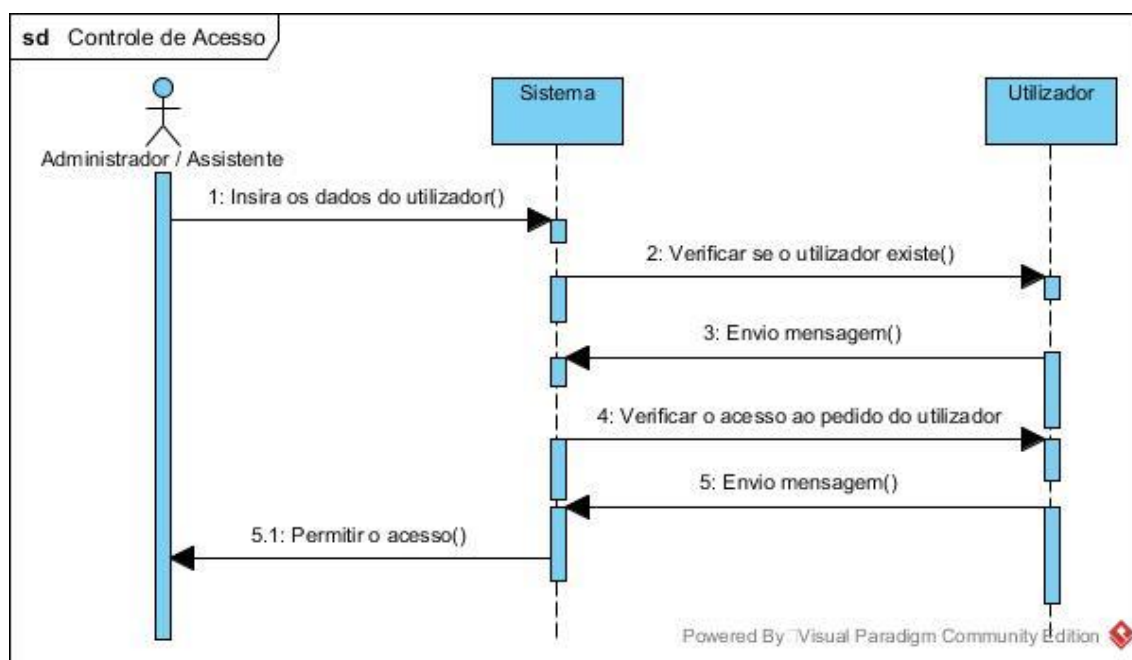 sd Controle de Acesso
Sistema
Utilizador
Administrador / Assistente
1: Insira os dados do utilizador()
2: Verificar se o utilizador existe()
3: Envio mensagem()
4: Verificar o acesso ao pedido do utilizador
5: Envio mensagem()
5.1: Permitir o acesso()
Powered By Visual Paradigm Community Edition